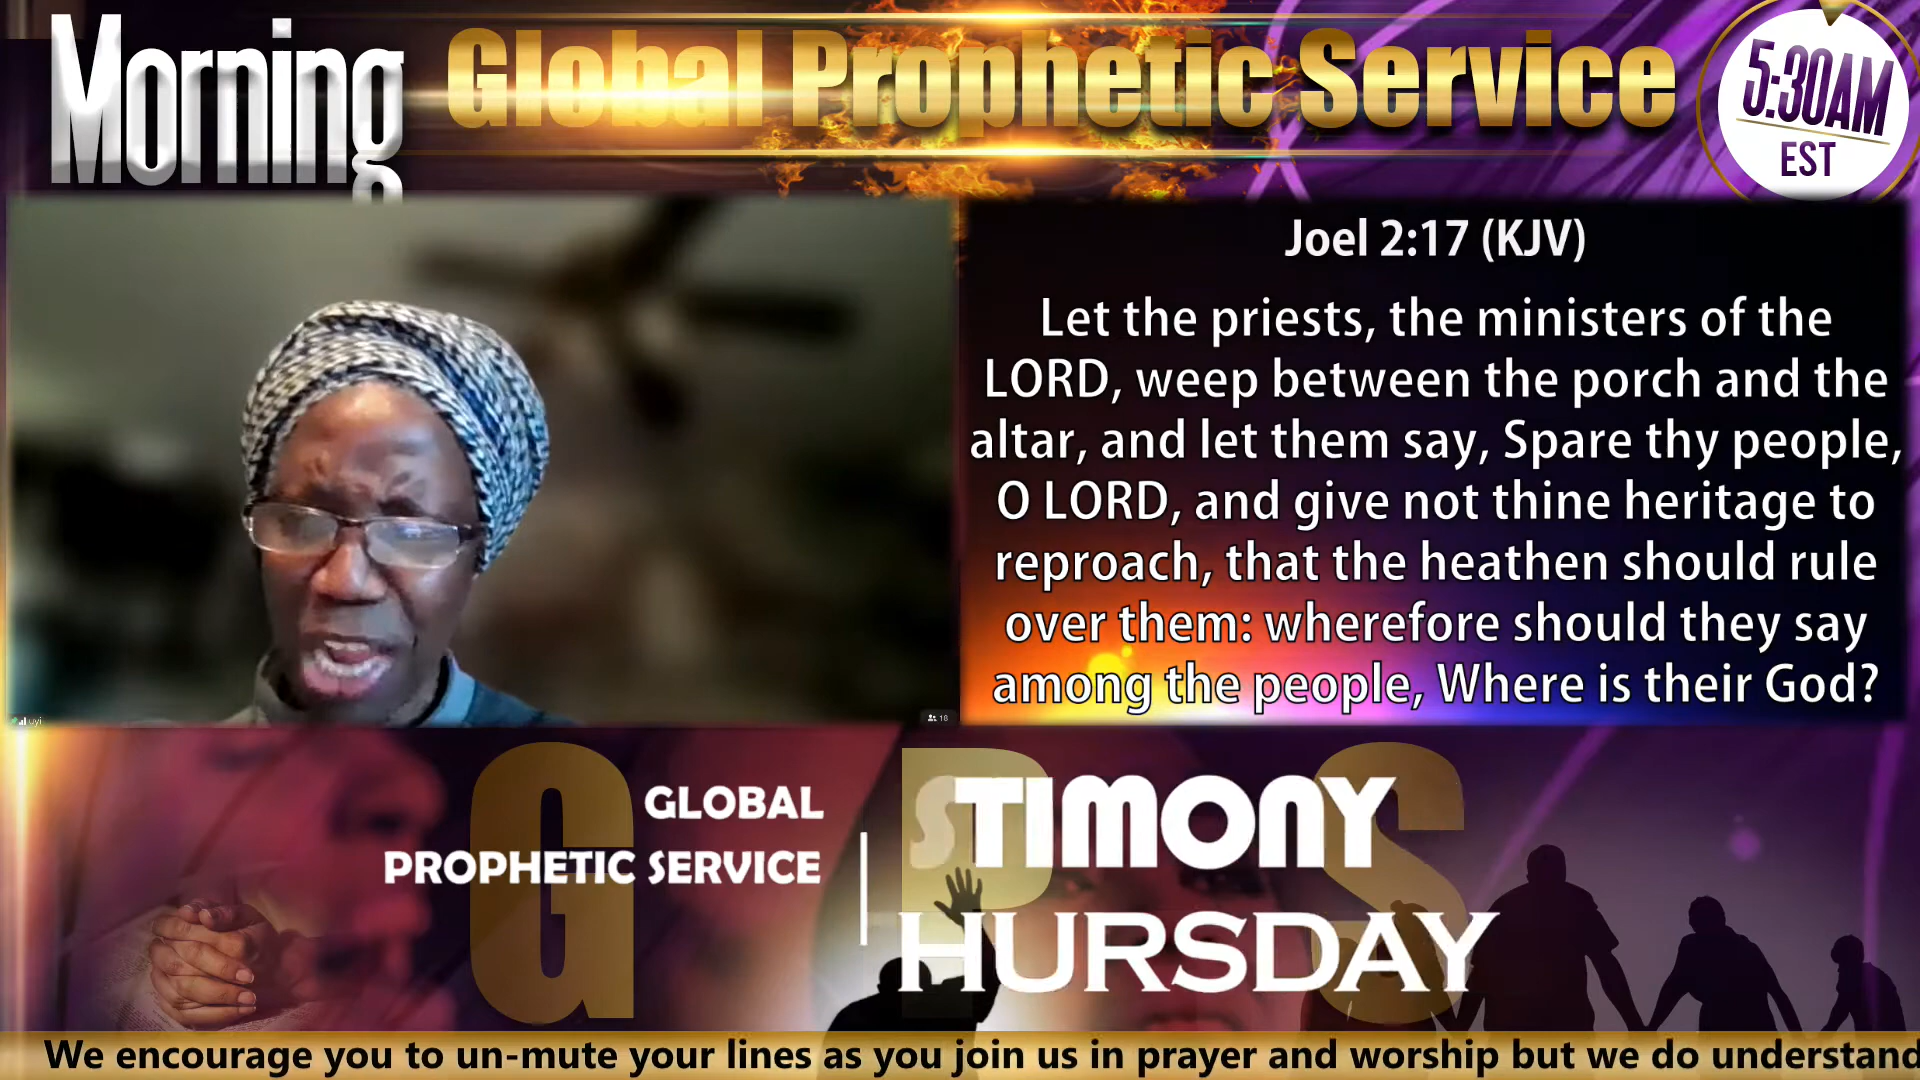 Morning
Global Prophetic Service
5:30AM
EST
Joel 2:17 (KJV)
Let the priests, the ministers of the
LORD, weep between the porch and the
altar, and let them say, Spare thy people,
O LORD, and give not thine heritage to
reproach, that the heathen should rule
over them: wherefore should they say
among the people, Where is their God?
uyi
18
GPS
GLOBAL
PROPHETIC SERVICE
STIMONY
HURSDAY
We encourage you to un-mute your lines as you join us in prayer and worship but we do understand